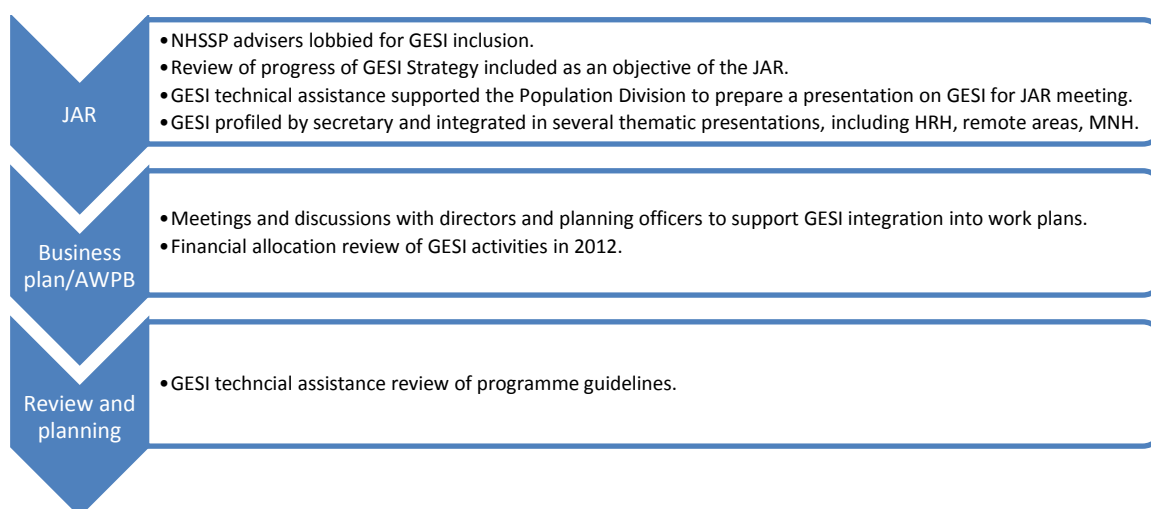 JAR
•NHSSP advisers lobbied for GESI inclusion.
•Review of progress of GESI Strategy included as an objective of the JAR.
•GESI technical assistance supported the Population Division to prepare a presentation on GESI for JAR meeting.
•GESI profiled by secretary and integrated in several thematic presentations, including HRH, remote areas, MNH.
Business
plan/AWPB
•Meetings and discussions with directors and planning officers to support GESI integration into work plans.
•Financial allocation review of GESI activities in 2012.
Review and
planning
•GESI techncial assistance review of programme guidelines.